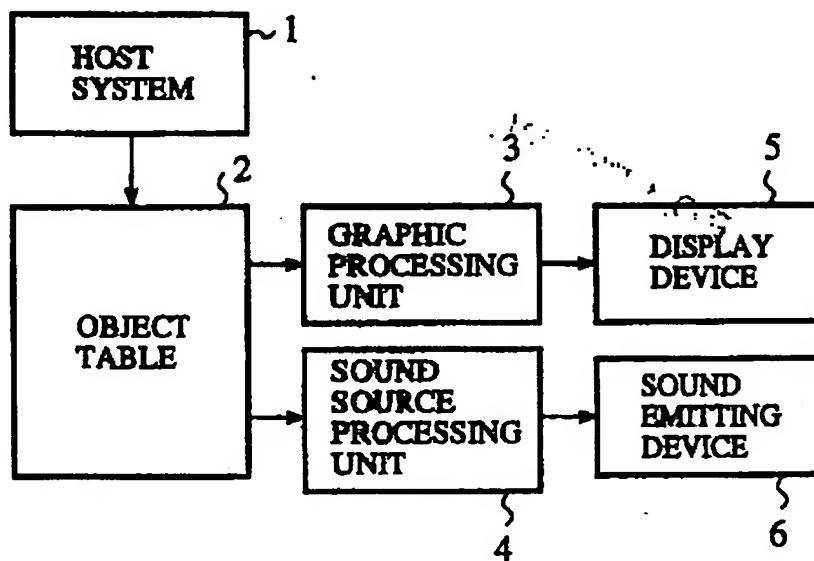 1
HOST
SYSTEM
2
3
5
GRAPHIC
PROCESSING
UNIT
DISPLAY
DEVICE
OBJECT
TABLE
SOUND
SOURCE
PROCESSING
UNIT
SOUND
EMITTING
DEVICE
4
6